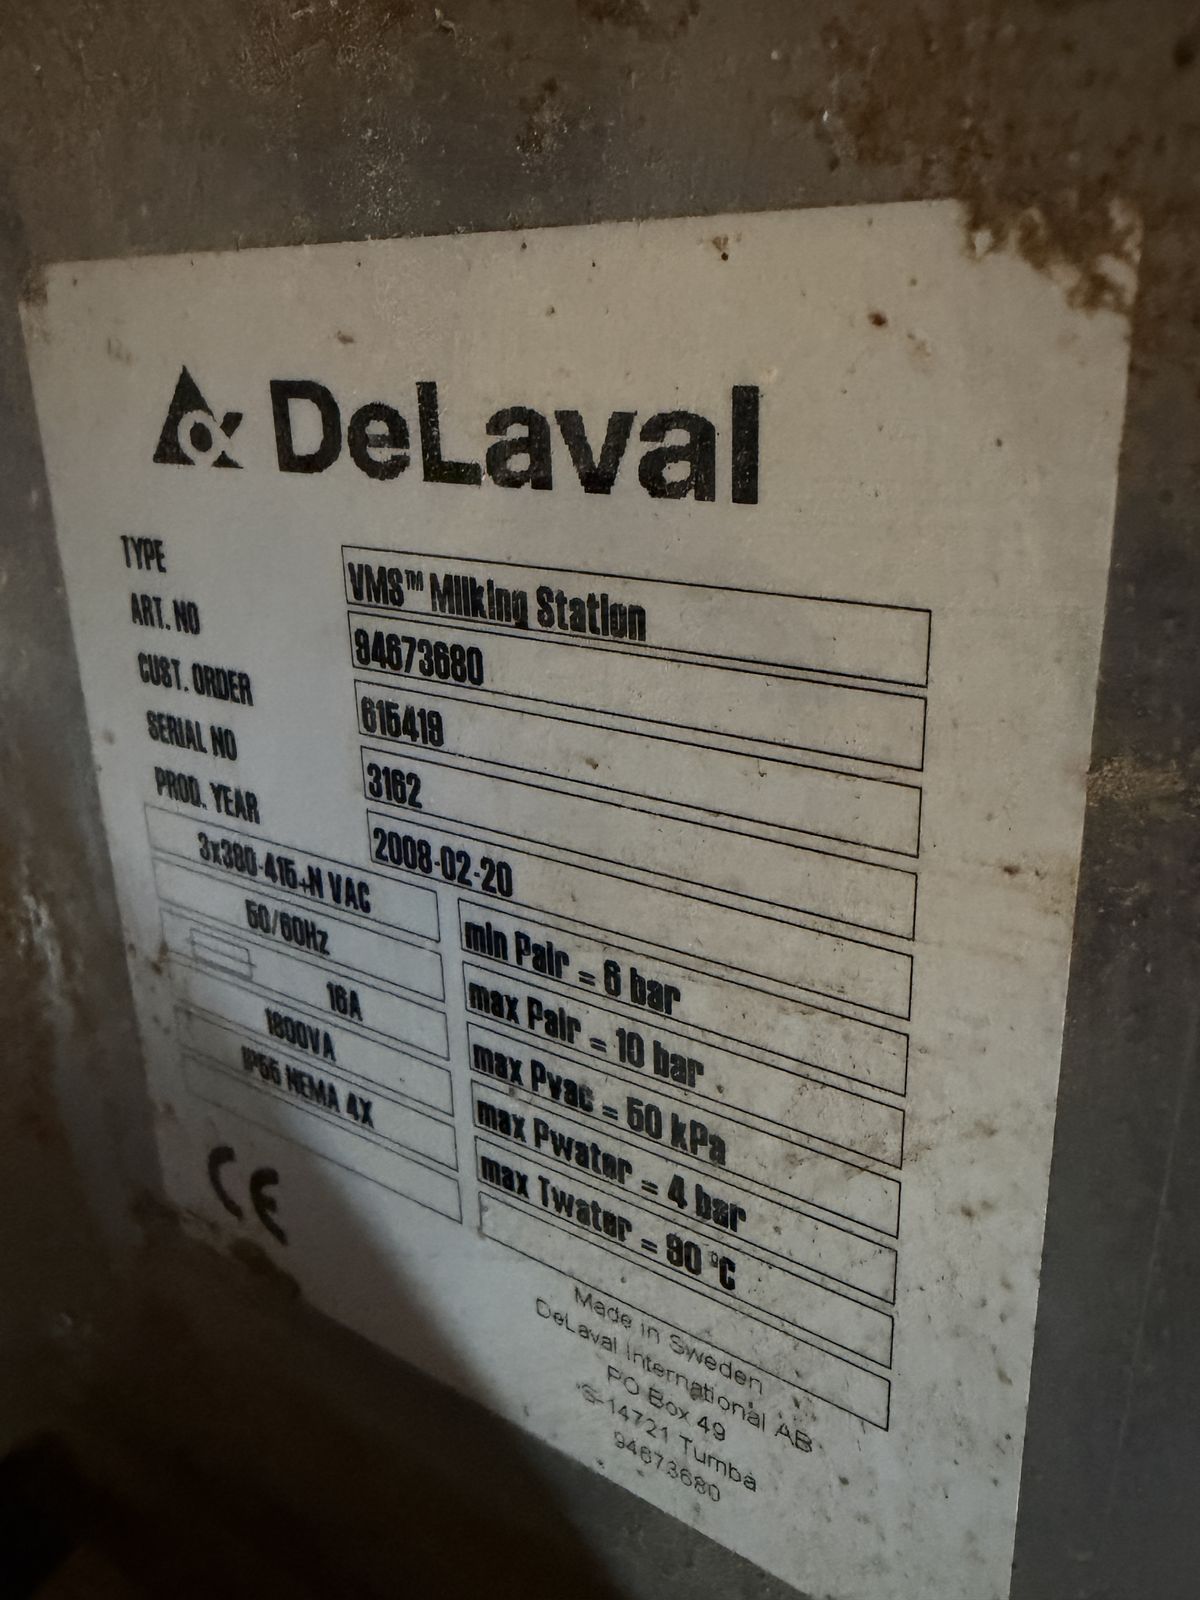 DeLaval
TYPE VMS™ Milking Station
ART. NO 94673680
CUST. ORDER 615419
SERIAL NO 3162
PROD. YEAR 2008-02-20
3x380-415+N VAC
50/60Hz
16A
1800VA
IP55 NEMA 4X
min Pair = 6 bar
max Pair = 10 bar
max Pvac = 50 kPa
max Pwater = 4 bar
max Twater = 90 °C
CE
Made in Sweden
DeLaval International AB
PO Box 49
S-14721 Tumba
94673680